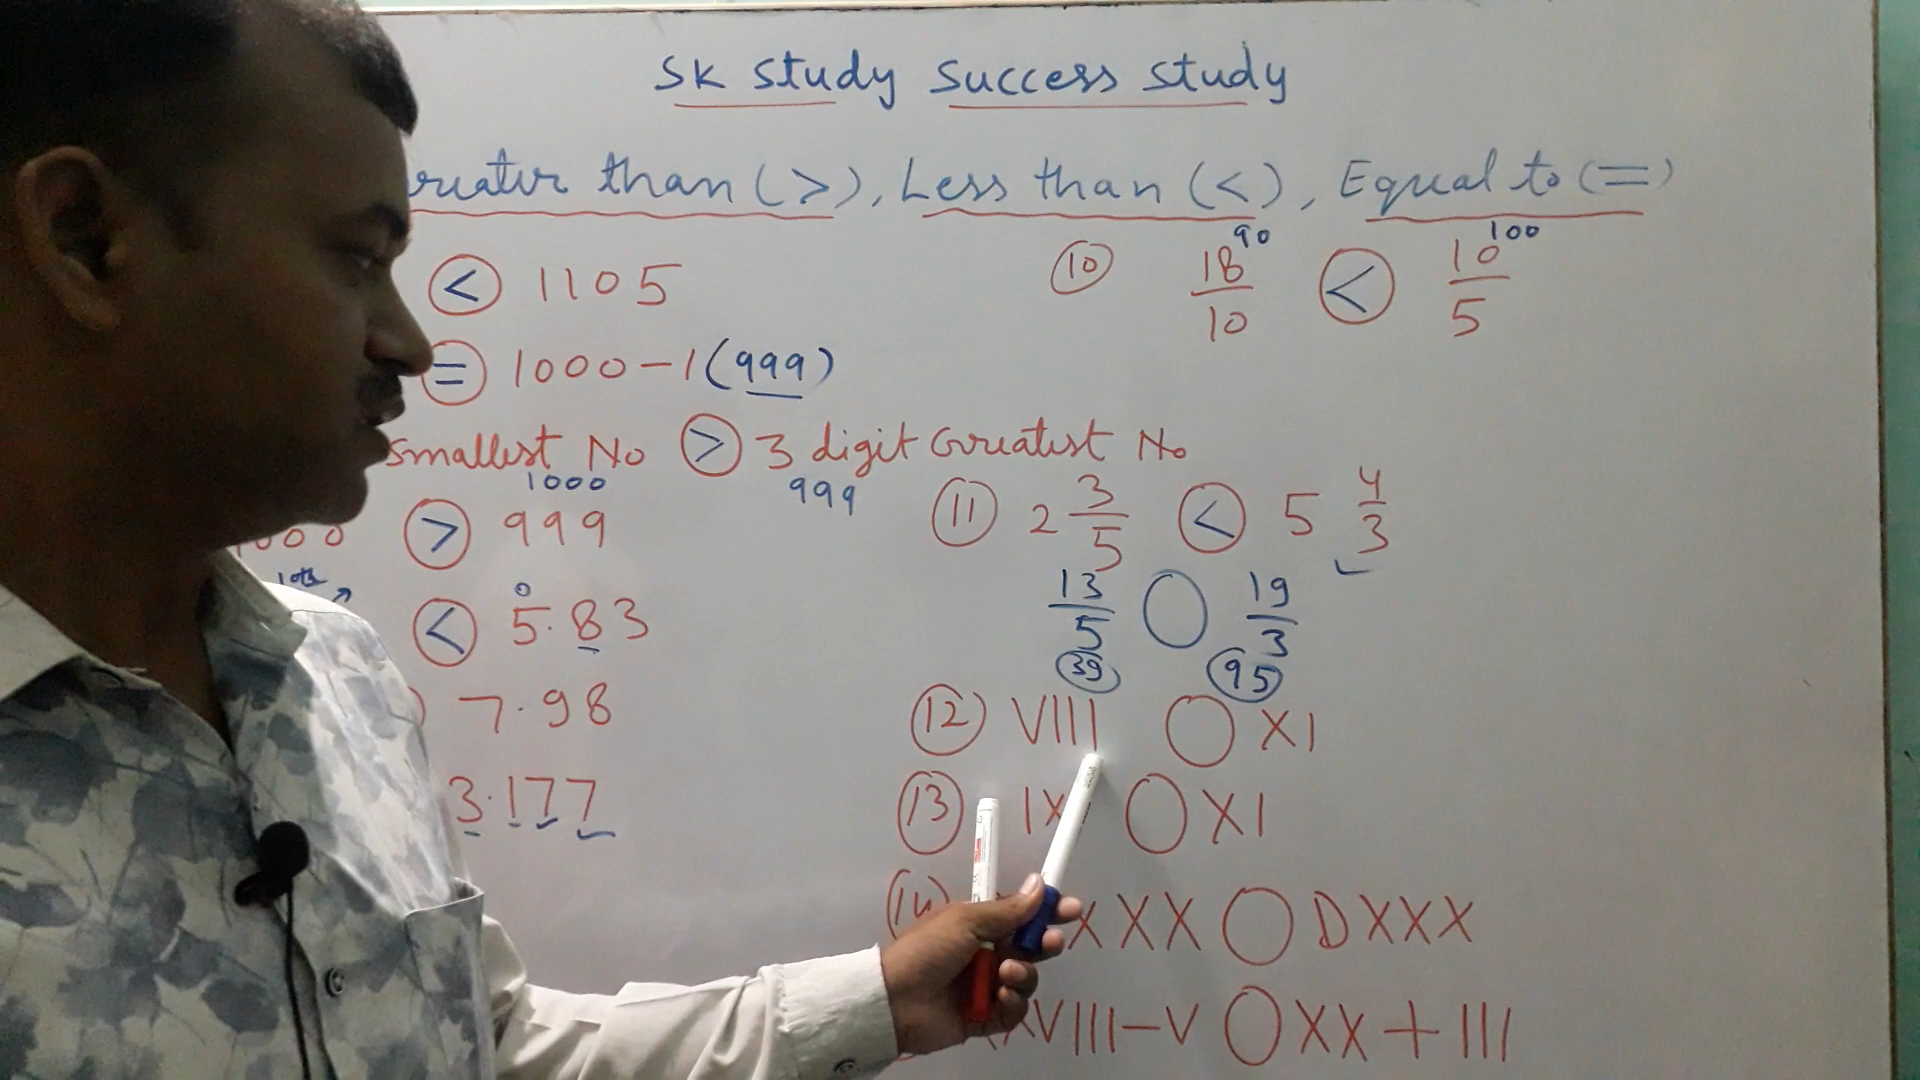 SK Study Success Study
reater than (>), Less than (<), Equal to (=)
< 1105
= 1000-1 (999)
Smallest No > 3 digit Greatest No
1000 999
> 999
10th
< 5.83
7.98
3.177
10 18/10 90 < 10/5 100
11 2 3/5 < 5 4/3
13/5 ○ 19/3
39 95
12 VIII ○ XI
13 IX ○ XI
14 XXX ○ DXXX
XVIII-V ○ XX+III